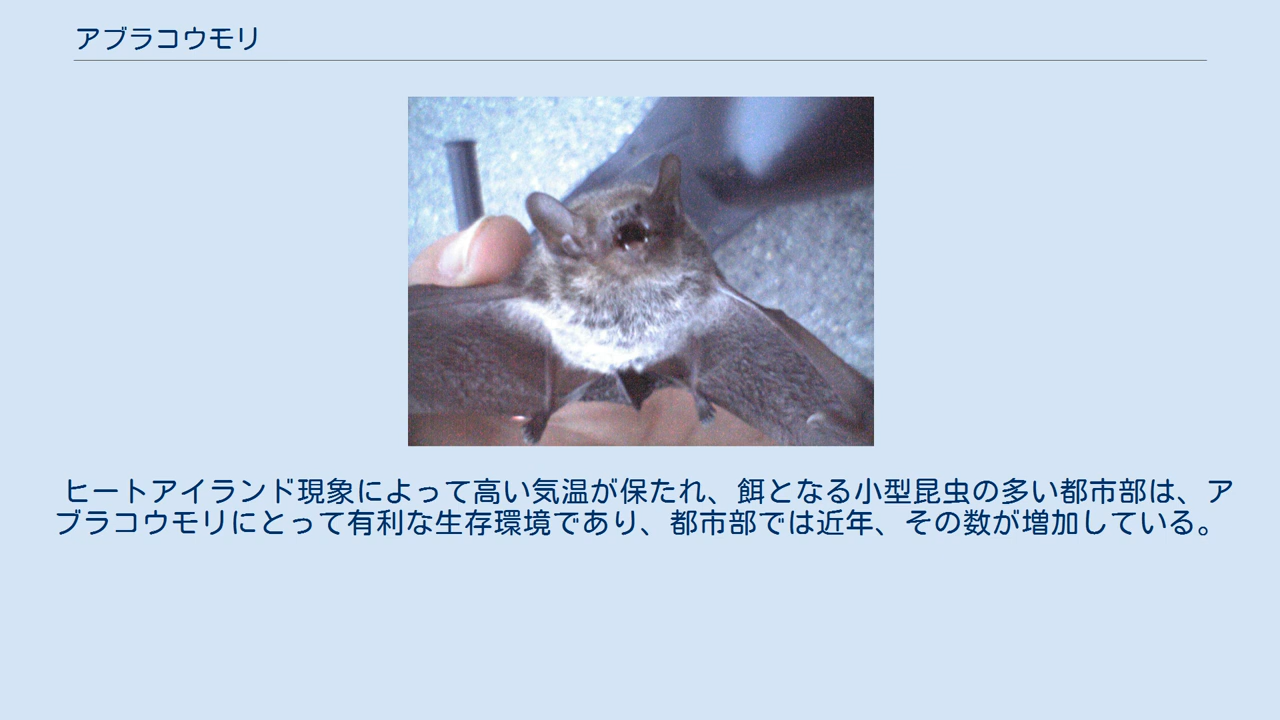 アブラコウモリ
ヒートアイランド現象によって高い気温が保たれ、餌となる小型昆虫の多い都市部は、ア
ブラコウモリにとって有利な生存環境であり、都市部では近年、その数が増加している。